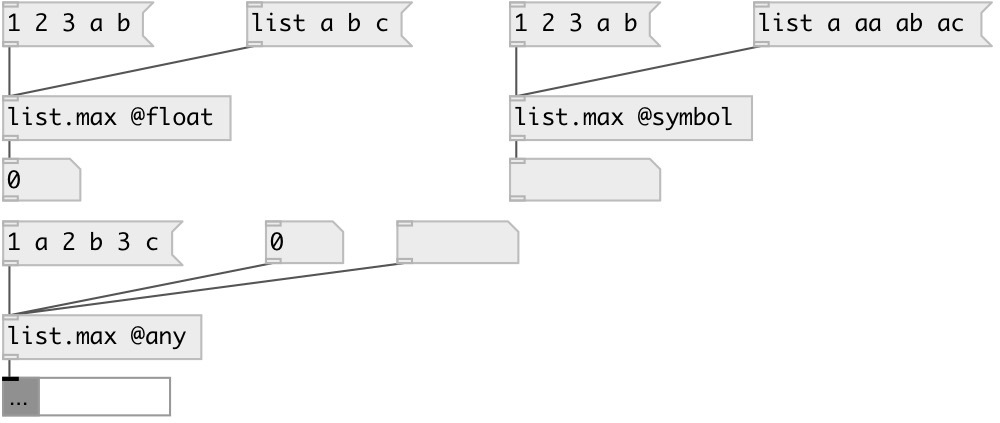 1 2 3 a b
list a b c
1 2 3 a b
list a aa ab ac
list.max @float
list.max @symbol
0
1 a 2 b 3 c
0
list.max @any
...